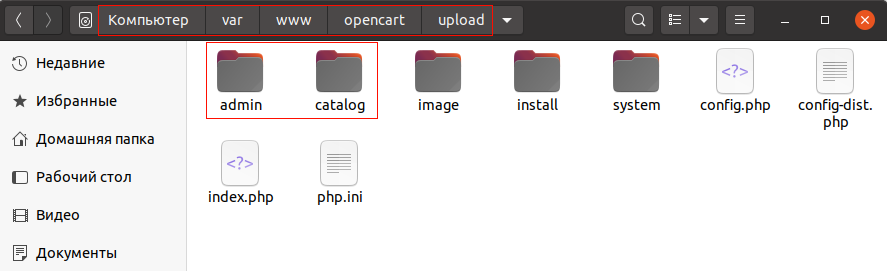 Компьютер var www opencart upload
Недавние
Избранные
Домашняя папка
Рабочий стол
Видео
Документы
admin catalog image install system config.php config-dist.
php
<?> <?>
index.php php.ini